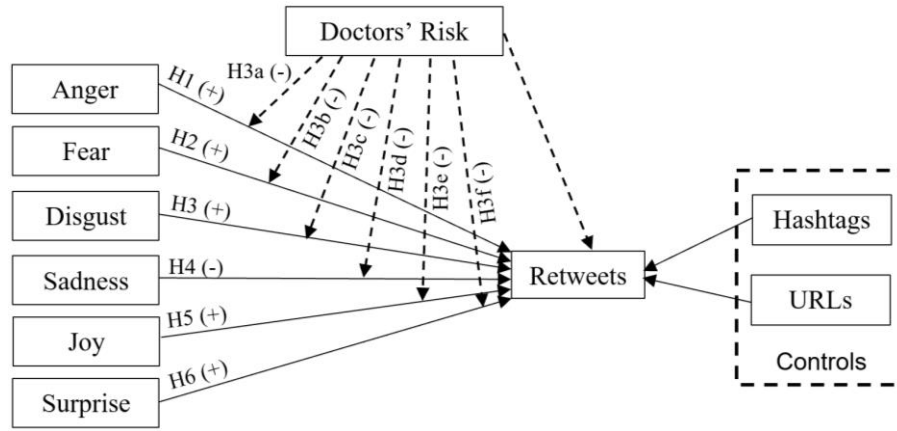 Doctors’ Risk
Anger
Fear
Disgust
Sadness
Joy
Surprise
H1 (+)
H2 (+)
H3 (+)
H4 (-)
H5 (+)
H6 (+)
H3a (-)
H3b (-)
H3c (-)
H3d (-)
H3e (-)
H3f (-)
Retweets
Hashtags
URLs
Controls